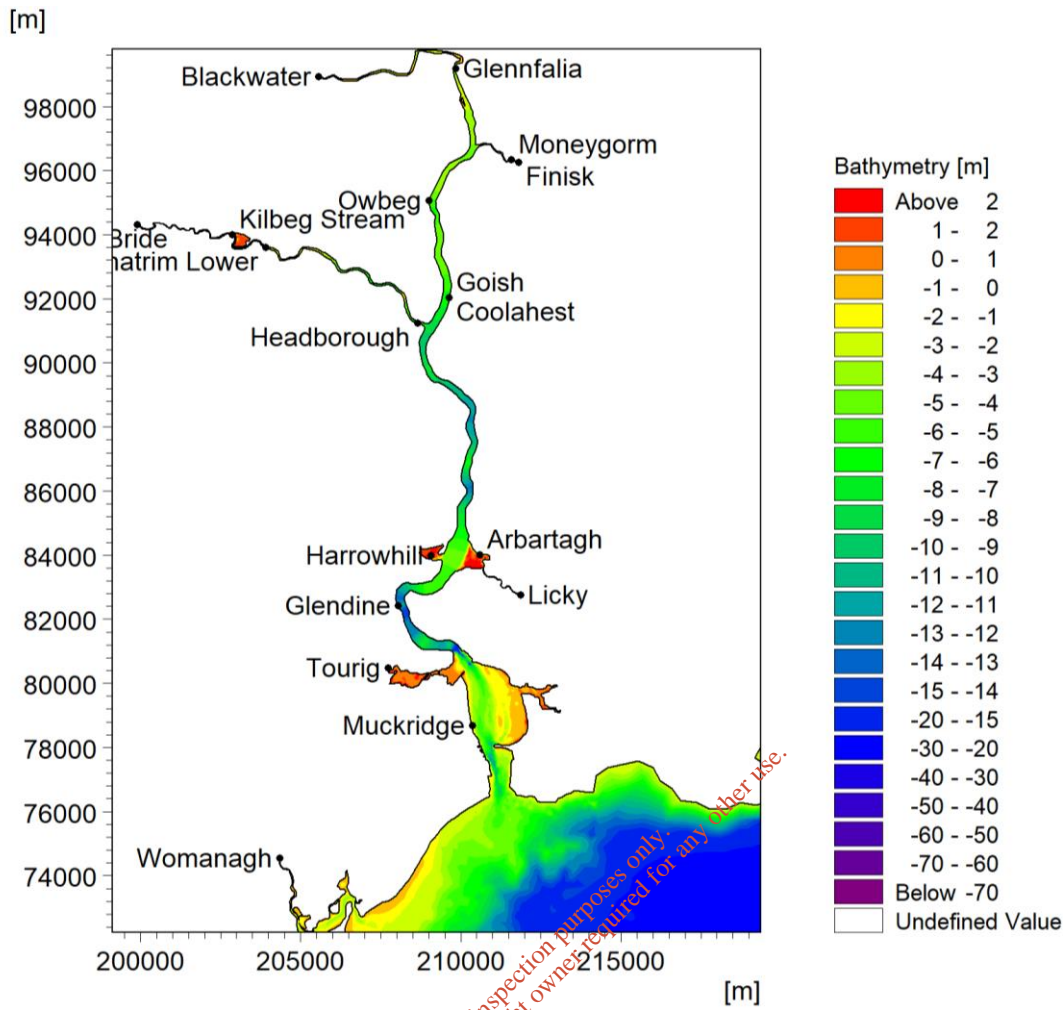 [m]
Blackwater
Glennfalia
98000
Moneygorm
96000
Finisk
Owbeg
Kilbeg Stream
94000
Bride
natrim Lower
Goish
92000
Coolahest
Headborough
90000
88000
86000
84000
Harrowhill
Arbartagh
Licky
Glendine
82000
Tourig
80000
Muckridge
78000
76000
Womanagh
74000
200000 205000 210000 215000
[m]
nspection purposes only.
t owner required for any other use.
Bathymetry [m]
Above 2
1 - 2
0 - 1
-1 - 0
-2 - -1
-3 - -2
-4 - -3
-5 - -4
-6 - -5
-7 - -6
-8 - -7
-9 - -8
-10 - -9
-11 - -10
-12 - -11
-13 - -12
-14 - -13
-15 - -14
-20 - -15
-30 - -20
-40 - -30
-50 - -40
-60 - -50
-70 - -60
Below -70
Undefined Value